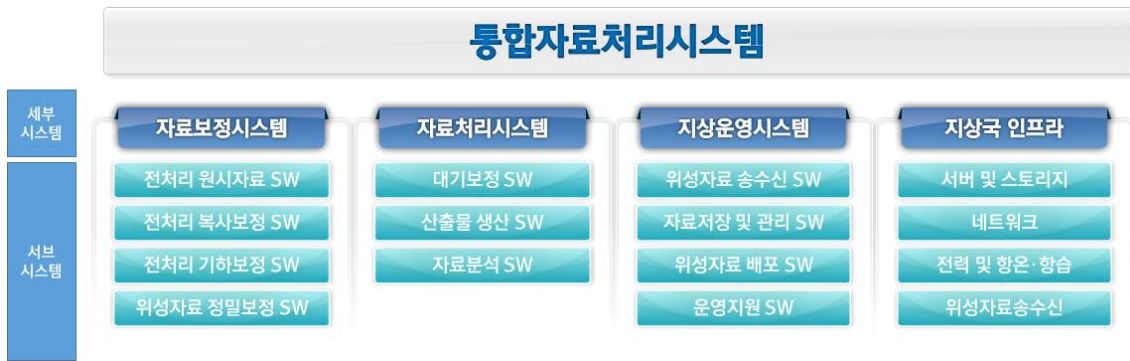 통합자료처리시스템
세부
시스템
자료보정시스템
자료처리시스템
지상운영시스템
지상국 인프라
서브
시스템
전처리 원시자료 SW
대기보정 SW
위성자료 송수신 SW
서버 및 스토리지
전처리 복사보정 SW
산출물 생산 SW
자료저장 및 관리 SW
네트워크
전처리 기하보정 SW
자료분석 SW
위성자료 배포 SW
전력 및 항온·항습
위성자료 정밀보정 SW
운영지원 SW
위성자료송수신